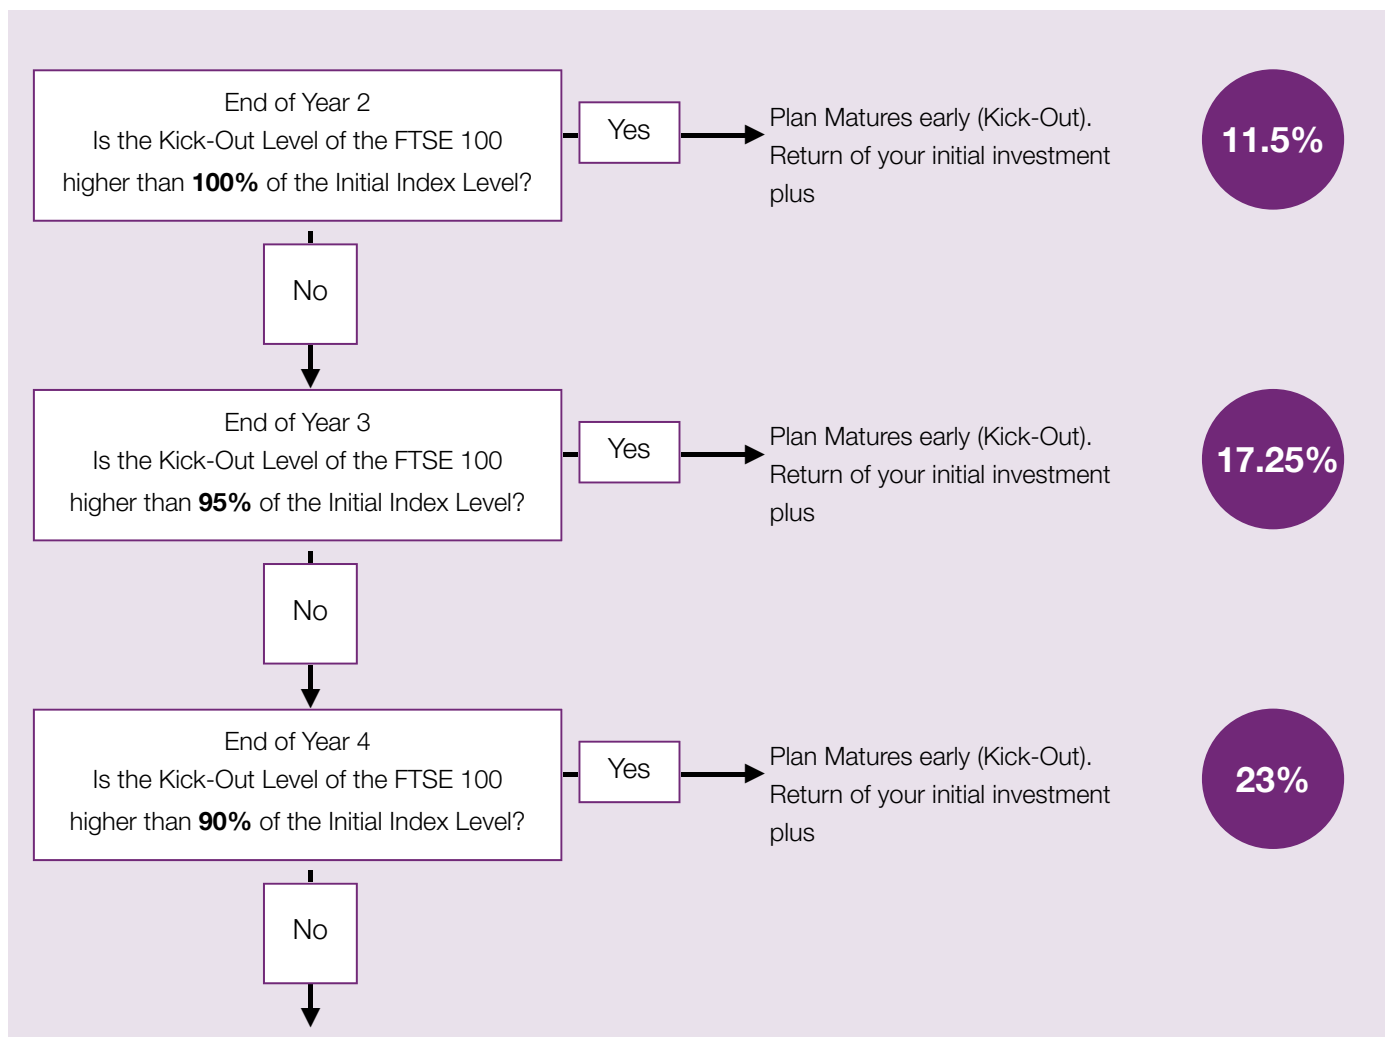 End of Year 2
Is the Kick-Out Level of the FTSE 100
higher than 100% of the Initial Index Level?
Yes
Plan Matures early (Kick-Out).
Return of your initial investment
plus
11.5%
No
End of Year 3
Is the Kick-Out Level of the FTSE 100
higher than 95% of the Initial Index Level?
Yes
Plan Matures early (Kick-Out).
Return of your initial investment
plus
17.25%
No
End of Year 4
Is the Kick-Out Level of the FTSE 100
higher than 90% of the Initial Index Level?
Yes
Plan Matures early (Kick-Out).
Return of your initial investment
plus
23%
No